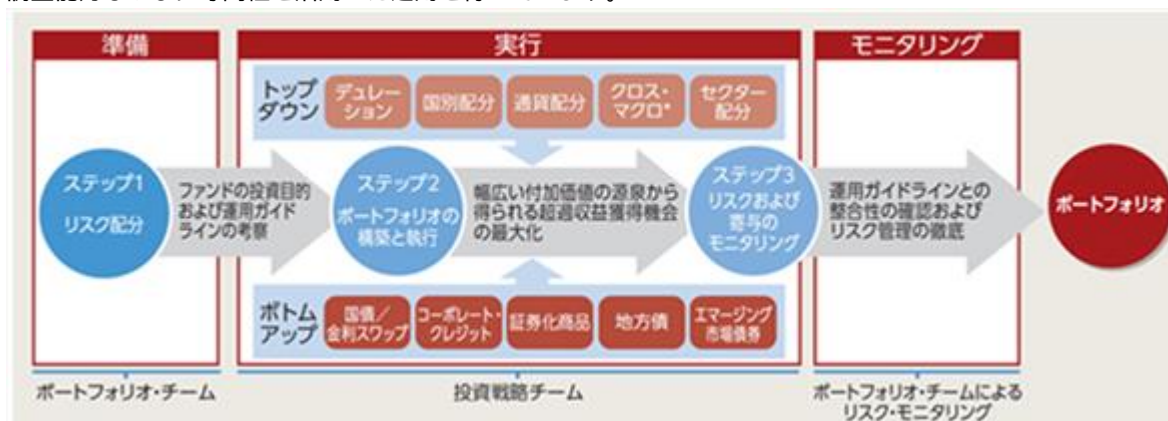 準備
実行
モニタリング
トップ
ダウン
デュレー
ション
国別配分
通貨配分
クロス・
マクロ*
セクター
配分
ステップ1
リスク配分
ファンドの投資目的
および運用ガイド
ラインの考察
ステップ2
ポートフォリオの
構築と執行
幅広い付加価値の源泉から
得られる超過収益獲得機会
の最大化
ステップ3
リスクおよび
寄与の
モニタリング
運用ガイドラインとの
整合性の確認および
リスク管理の徹底
ポートフォリオ
ボトム
アップ
国債／
金利スワップ
コーポレート・
クレジット
証券化商品
地方債
エマージング
市場債券
ポートフォリオ・チーム
投資戦略チーム
ポートフォリオ・チームによる
リスク・モニタリング